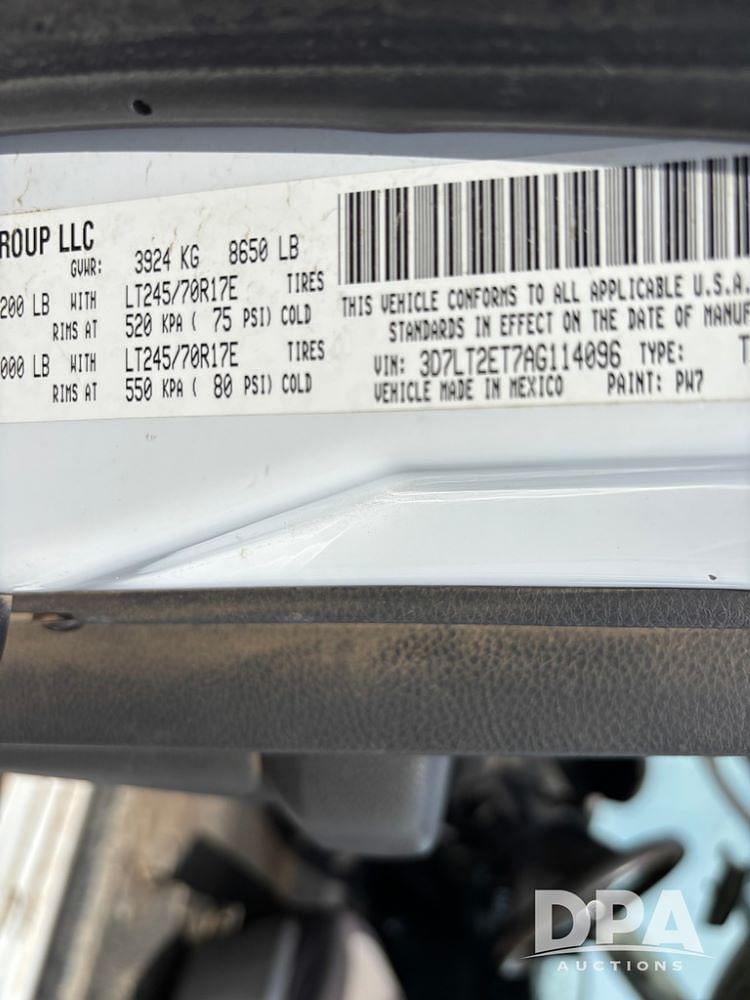 ROUP LLC
GVWR: 3924 KG 8650 LB
200 LB WITH LT245/70R17E TIRES
RIMS AT 520 KPA ( 75 PSI) COLD
000 LB WITH LT245/70R17E TIRES
RIMS AT 550 KPA ( 80 PSI) COLD
THIS VEHICLE CONFORMS TO ALL APPLICABLE U.S.A.
STANDARDS IN EFFECT ON THE DATE OF MANUF
VIN: 3D7LT2ET7AG114096 TYPE: T
VEHICLE MADE IN MEXICO PAINT: PW7
DPA
AUCTIONS